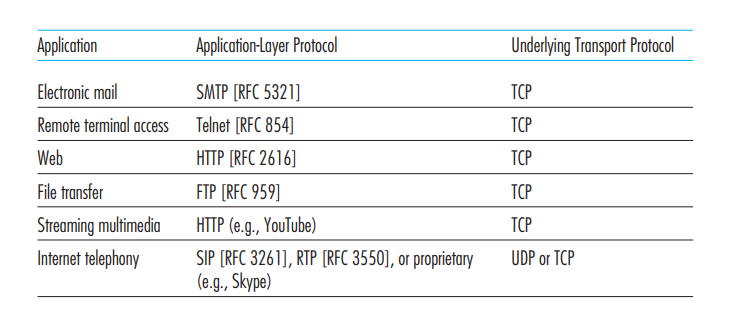 Application Application-Layer Protocol Underlying Transport Protocol
Electronic mail SMTP [RFC 5321] TCP
Remote terminal access Telnet [RFC 854] TCP
Web HTTP [RFC 2616] TCP
File transfer FTP [RFC 959] TCP
Streaming multimedia HTTP (e.g., YouTube) TCP
Internet telephony SIP [RFC 3261], RTP [RFC 3550], or proprietary UDP or TCP
(e.g., Skype)